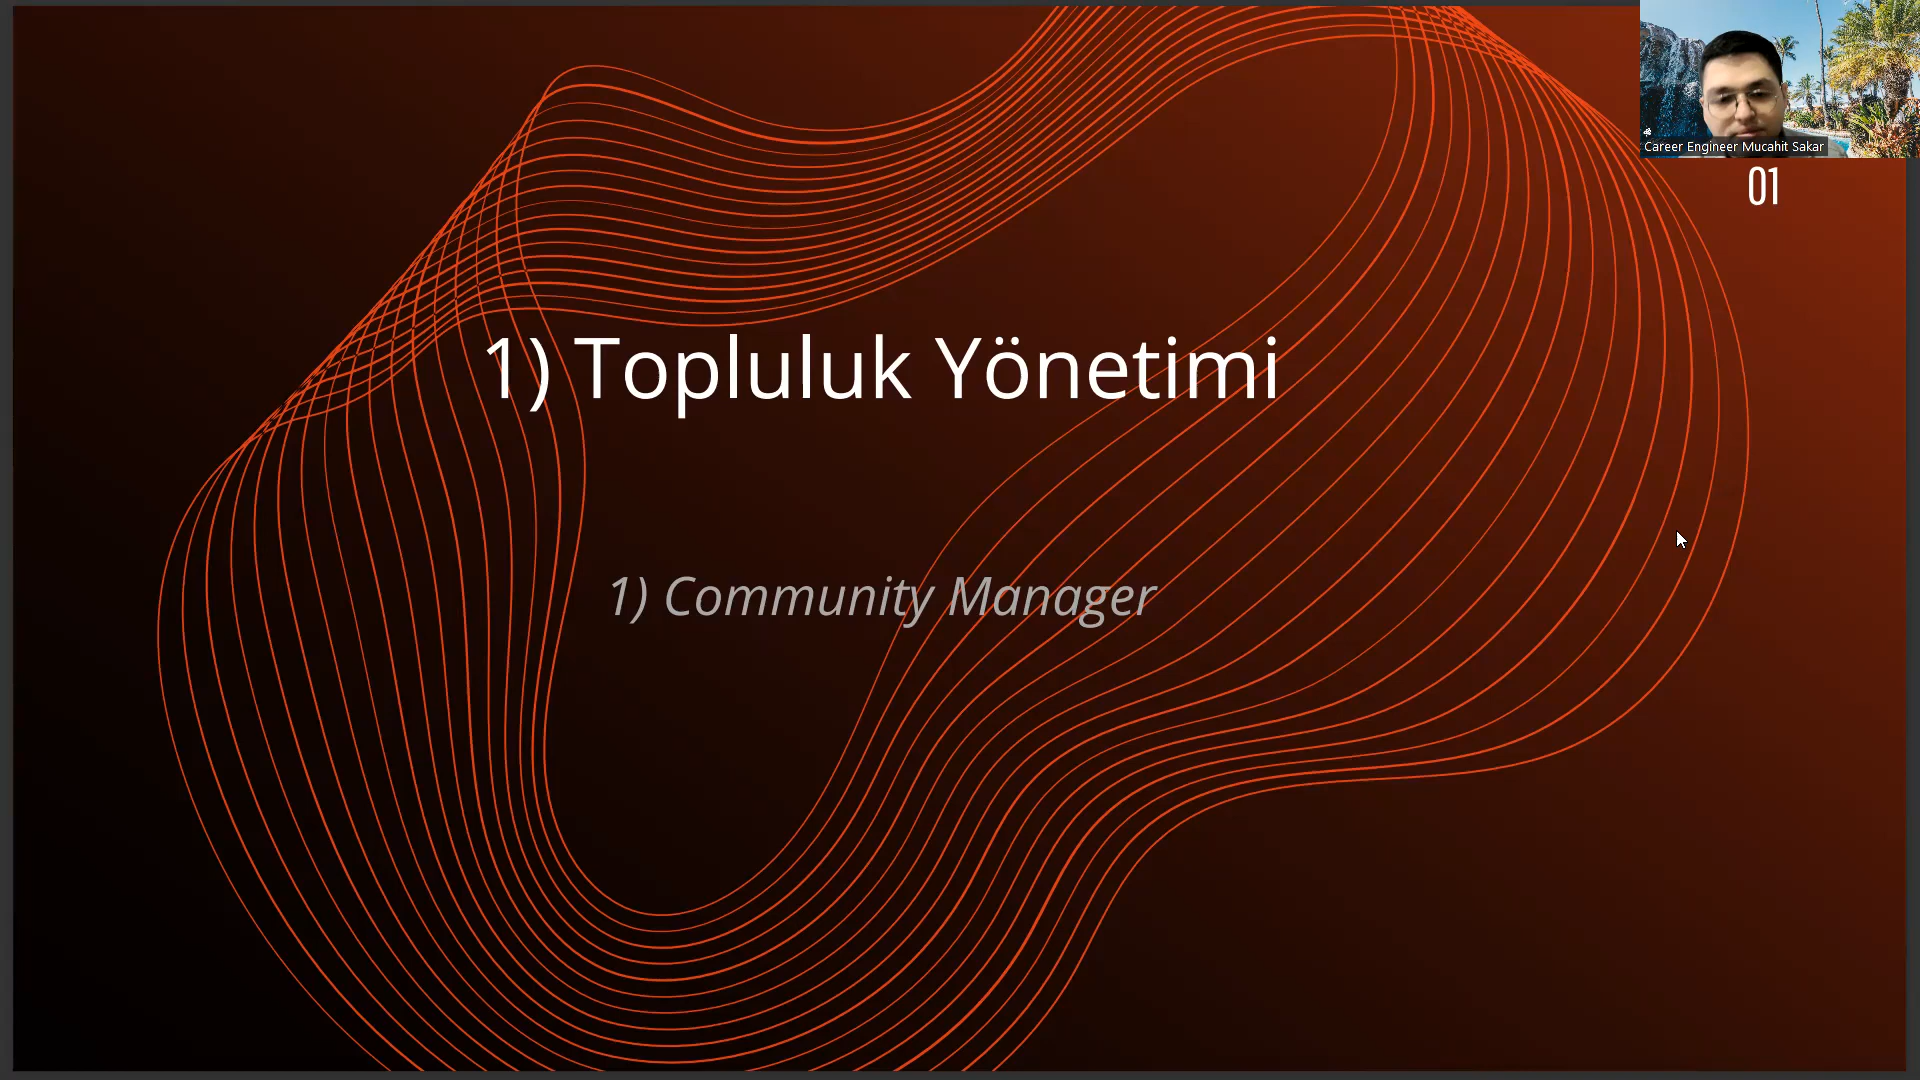 Career Engineer Mucahit Sakar
01
1) Topluluk Yönetimi
1) Community Manager